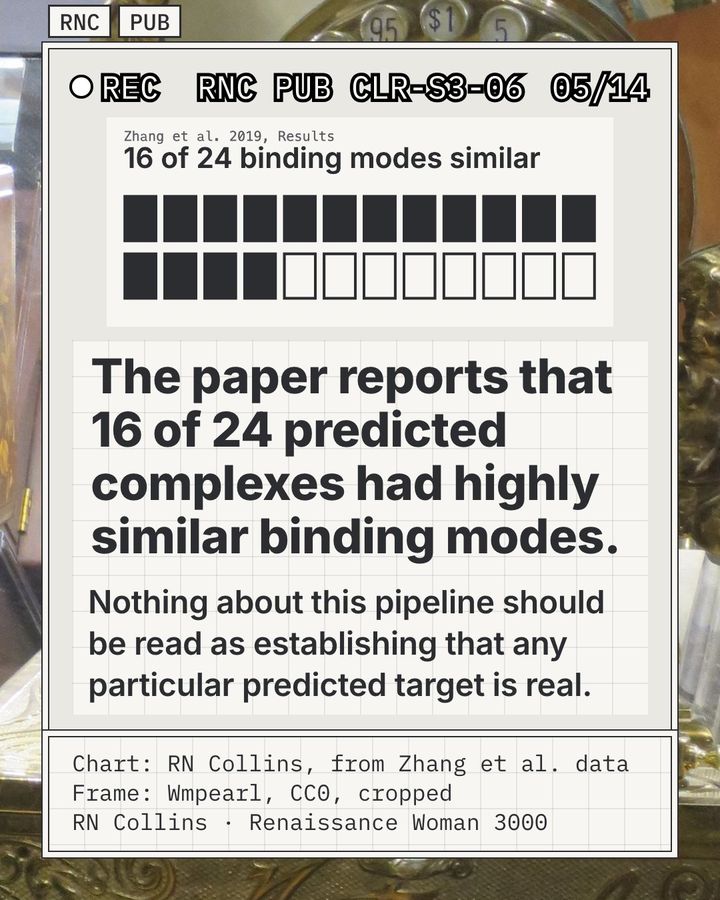 RNC PUB
95 $1 5
REC RNC PUB CLR-S3-06 05/14
Zhang et al. 2019, Results
16 of 24 binding modes similar
The paper reports that
16 of 24 predicted
complexes had highly
similar binding modes.
Nothing about this pipeline should
be read as establishing that any
particular predicted target is real.
Chart: RN Collins, from Zhang et al. data
Frame: Wmpearl, CC0, cropped
RN Collins · Renaissance Woman 3000